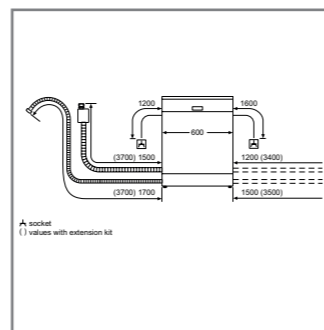 1200 1600
600
(3700) 1500 1200 (3400)
(3700) 1700 1500 (3500)
socket
( ) values with extension kit